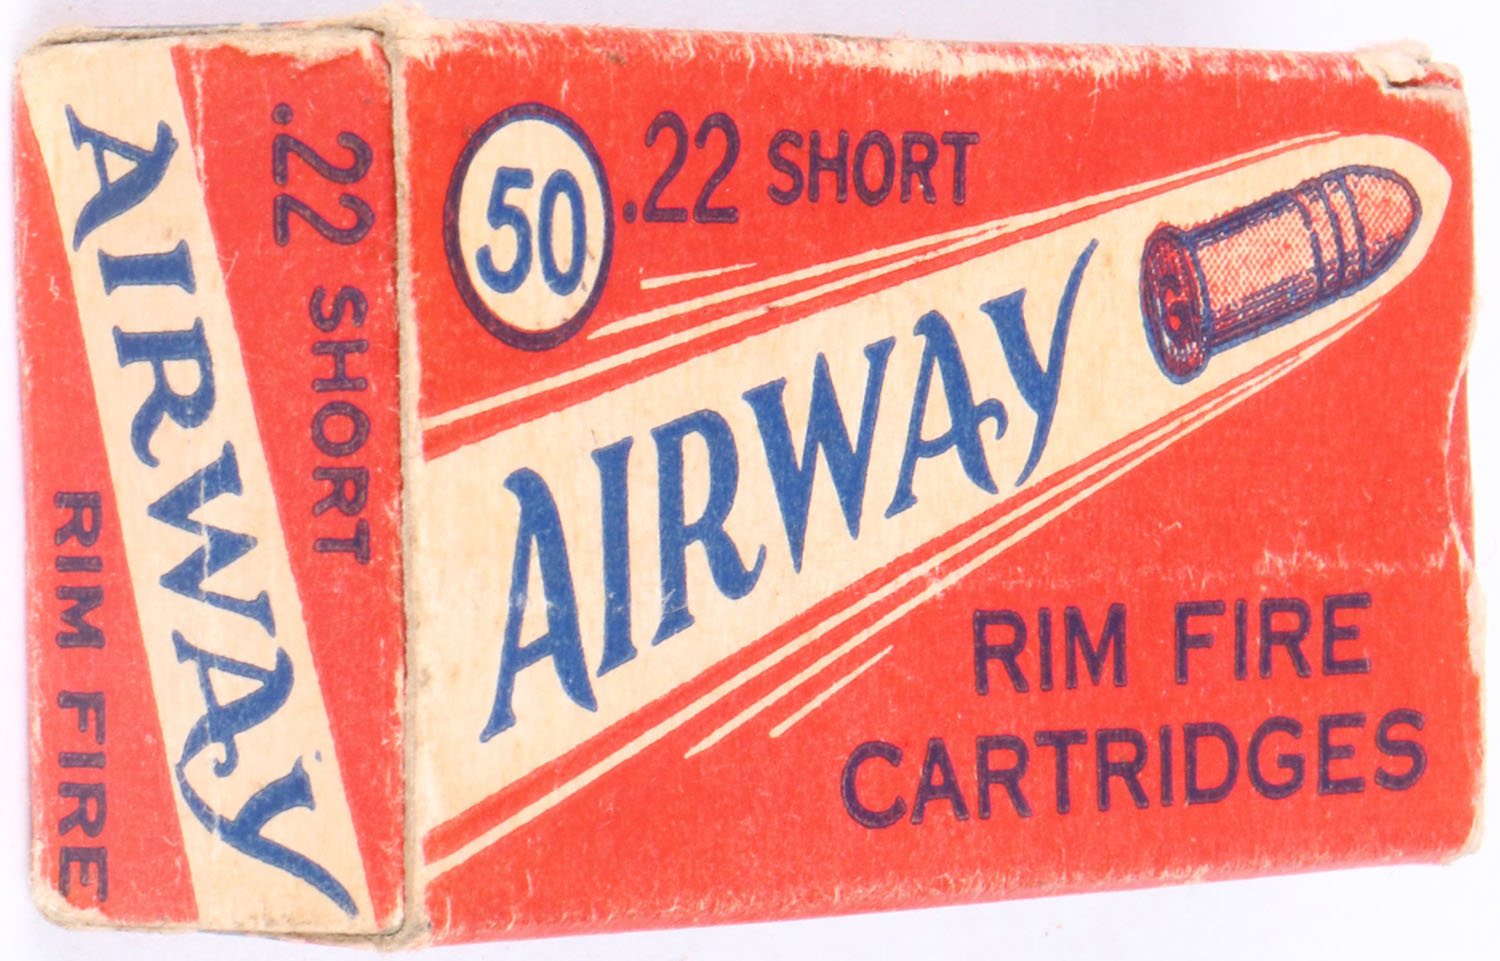 50 .22 SHORT
AIRWAY
RIM FIRE
CARTRIDGES
.22 SHORT
AIRWAY
RIM FIRE